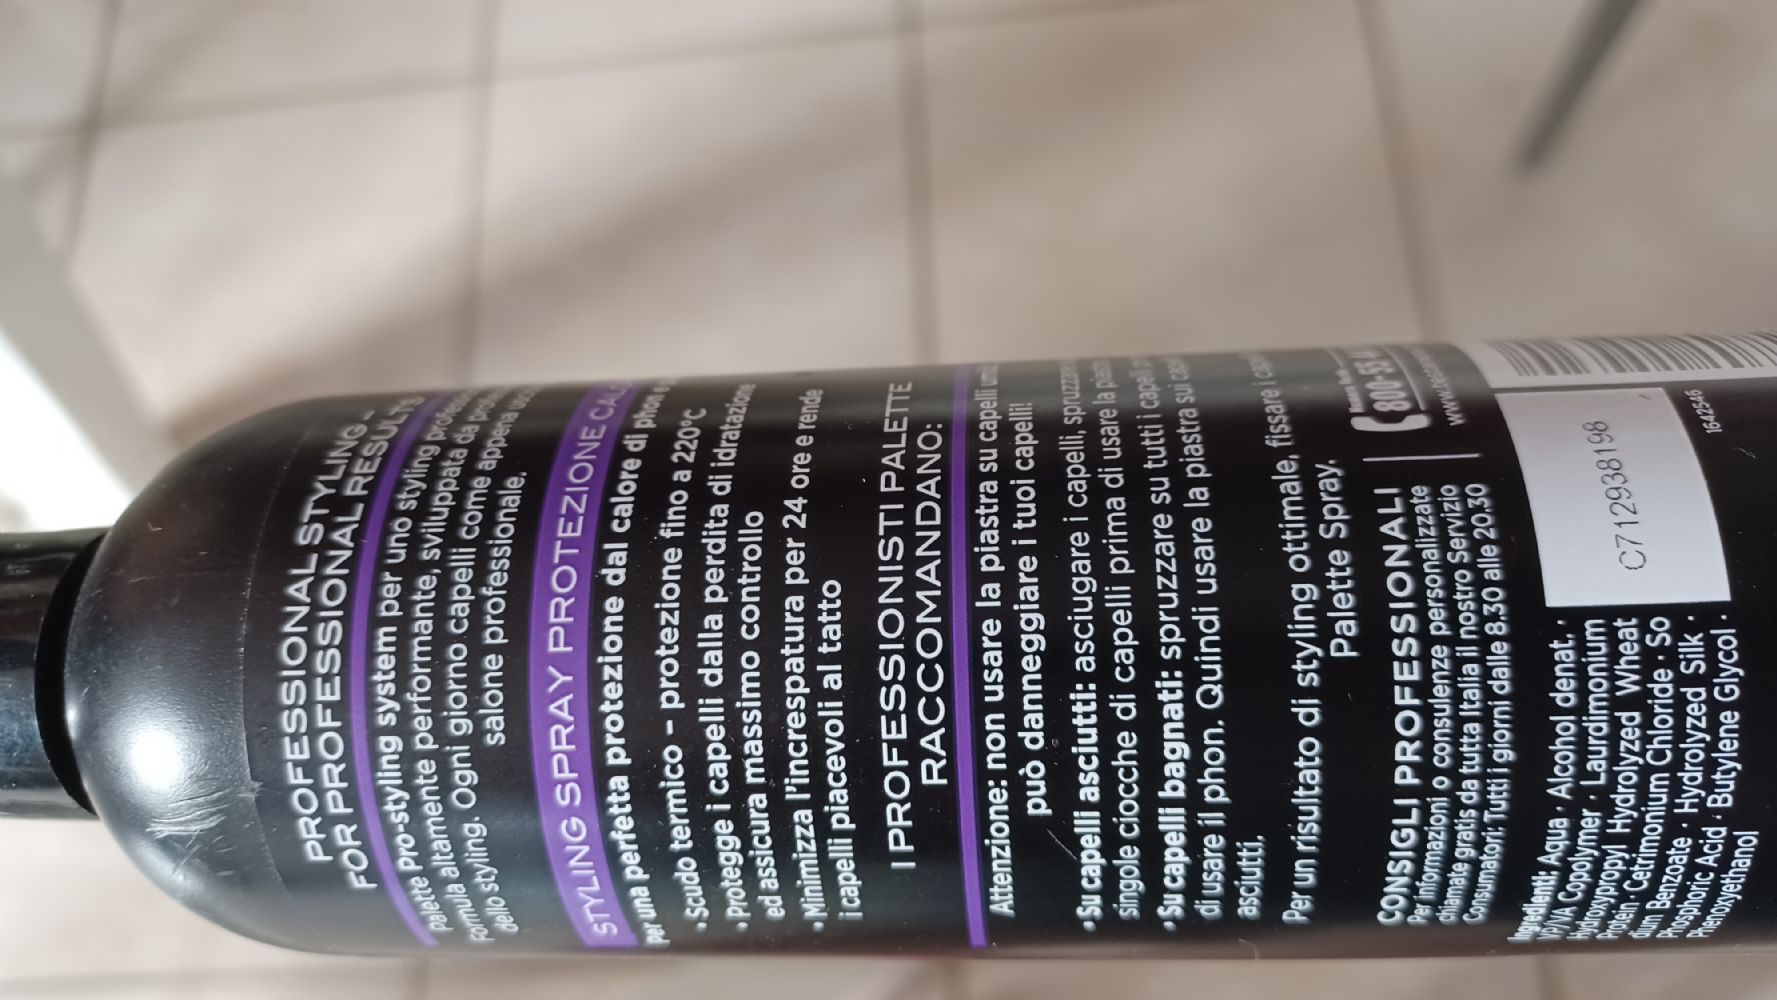 PROFESSIONAL STYLING –
FOR PROFESSIONAL RESULTS
Palette Pro-styling system per uno styling
Formula altamente performante, sviluppata da
dello styling. Ogni giorno capelli come appena
salone professionale.
STYLING SPRAY PROTEZIONE
per una perfetta protezione dal calore di phon e
• Scudo termico – protezione fino a 220°C
• Protegge i capelli dalla perdita di idratazione
ed assicura massimo controllo
• Minimizza l'increspatura per 24 ore e rende
i capelli piacevoli al tatto
I PROFESSIONISTI PALETTE
RACCOMANDANO:
Attenzione: non usare la piastra su capelli
può danneggiare i tuoi capelli!
• Su capelli asciutti: asciugare i capelli,
singole ciocche di capelli prima di usare la
• Su capelli bagnati: spruzzare su tutti i capelli
di usare il phon. Quindi usare la piastra su
asciutti.
Per un risultato di styling ottimale, fissare i
Palette Spray.
CONSIGLI PROFESSIONALI
Per informazioni o consulenze personalizzate
chiamate gratis da tutta Italia il nostro Servizio
Consumatori: Tutti i giorni dalle 8.30 alle 20.30
Ingredienti: Aqua · Alcohol denat. ·
VP/VA Copolymer · Laurdimonium
Hydroxypropyl Hydrolyzed Wheat
Protein · Cetrimonium Chloride · So
dium Benzoate · Hydrolyzed Silk ·
Phosphoric Acid · Butylene Glycol ·
Phenoxyethanol
C712938198
1642546